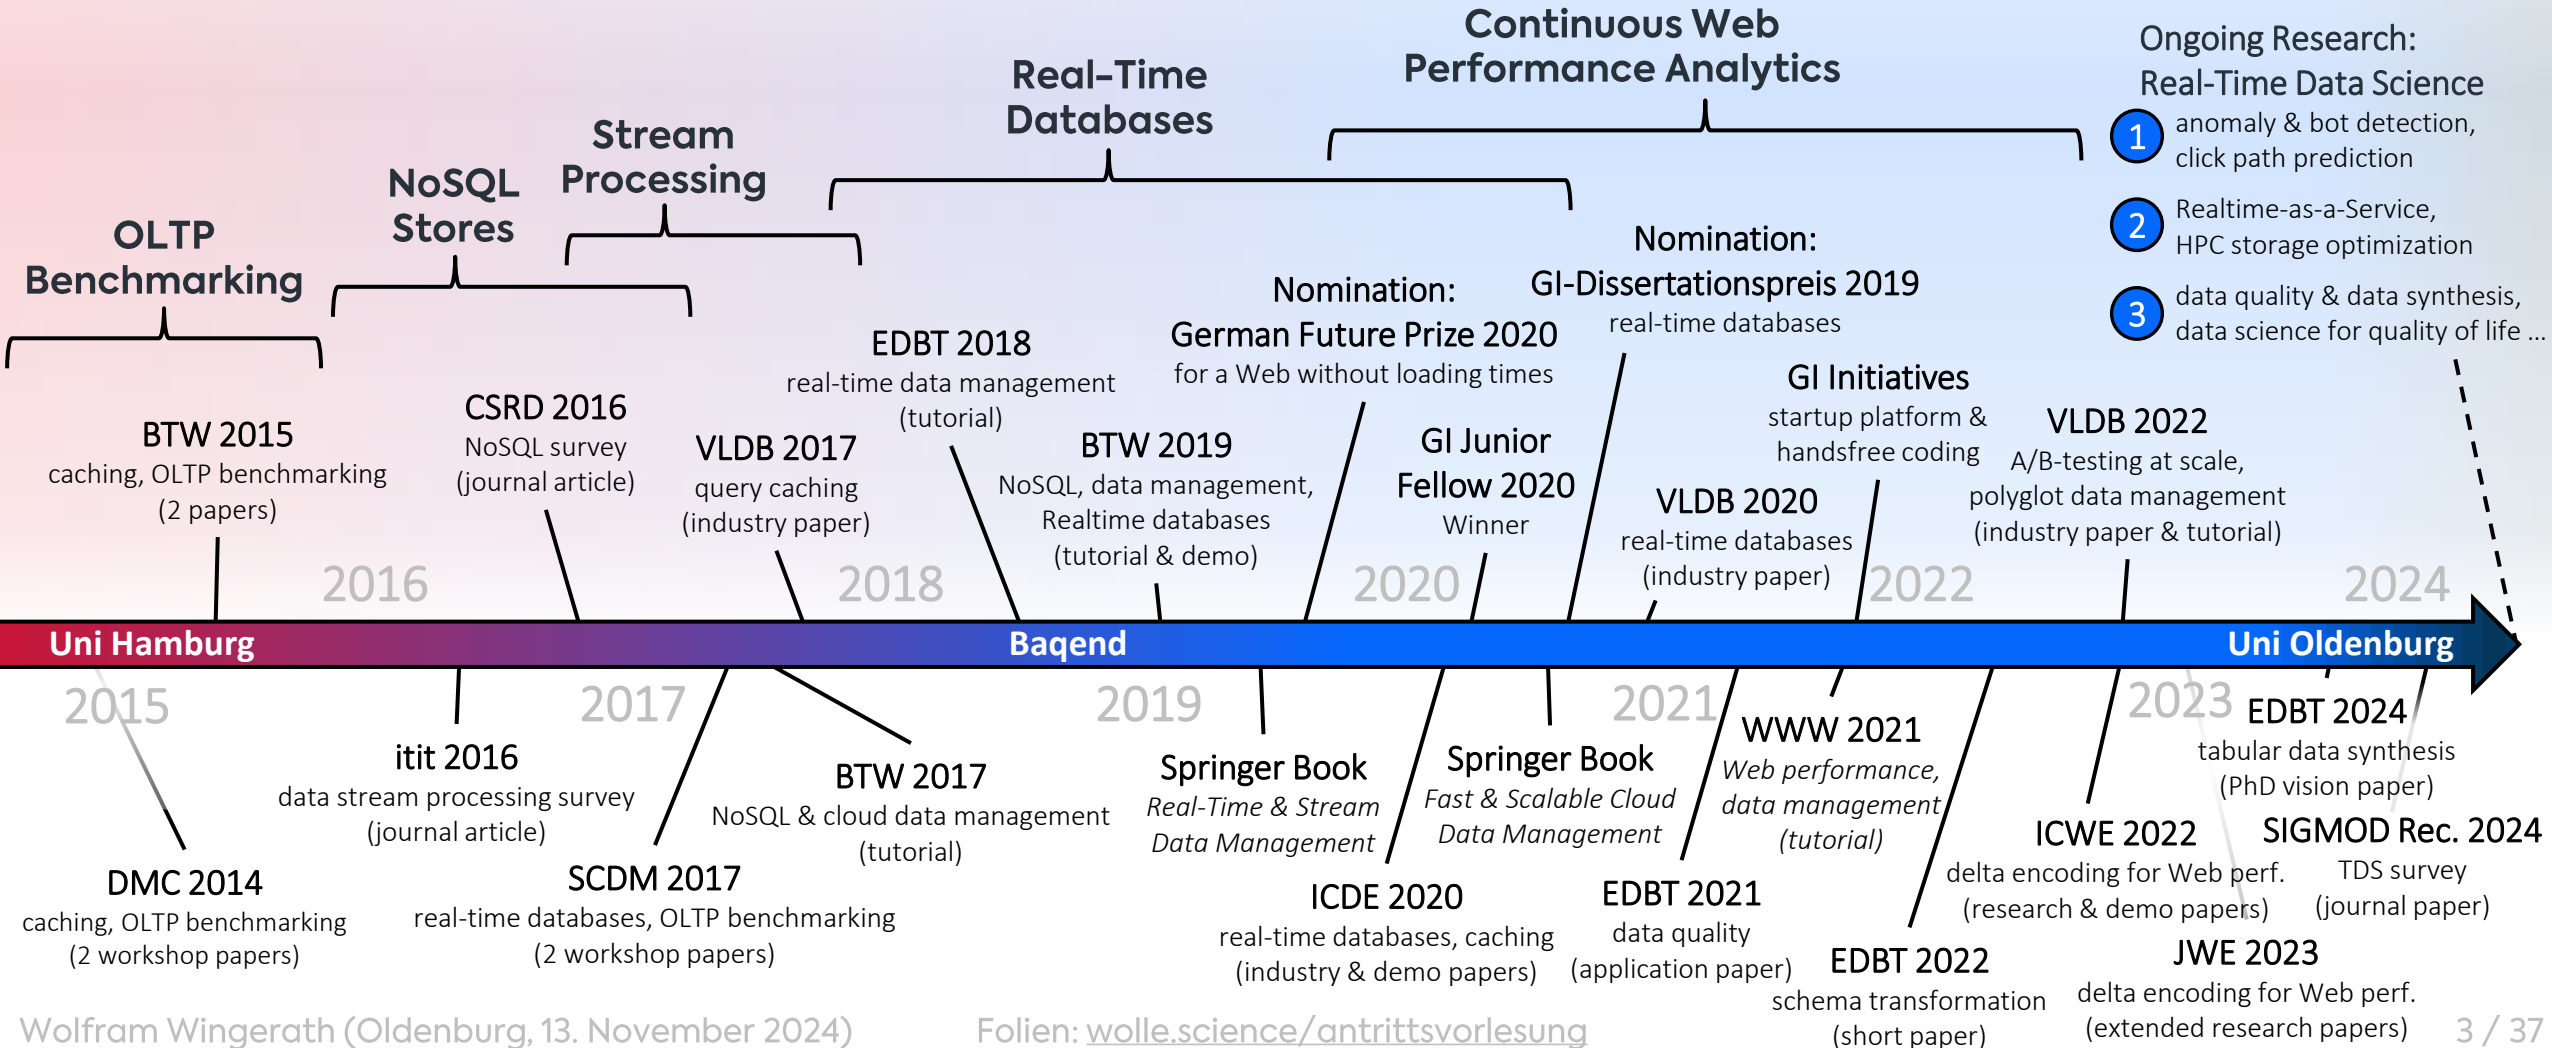 Continuous Web
Performance Analytics
Real-Time
Databases
Stream
Processing
NoSQL
Stores
OLTP
Benchmarking
Ongoing Research:
Real-Time Data Science
1
anomaly & bot detection,
click path prediction
2
Realtime-as-a-Service,
HPC storage optimization
3
data quality & data synthesis,
data science for quality of life ...
BTW 2015
caching, OLTP benchmarking
(2 papers)
CSRD 2016
NoSQL survey
(journal article)
VLDB 2017
query caching
(industry paper)
EDBT 2018
real-time data management
(tutorial)
BTW 2019
NoSQL, data management,
Realtime databases
(tutorial & demo)
Nomination:
German Future Prize 2020
for a Web without loading times
GI Junior
Fellow 2020
Winner
Nomination:
GI-Dissertationspreis 2019
real-time databases
VLDB 2020
real-time databases
(industry paper)
GI Initiatives
startup platform &
handsfree coding
VLDB 2022
A/B-testing at scale,
polyglot data management
(industry paper & tutorial)
2016
2018
2020
2022
2024
Uni Hamburg
Baqend
Uni Oldenburg
2015
2017
2019
2021
2023
DMC 2014
caching, OLTP benchmarking
(2 workshop papers)
itit 2016
data stream processing survey
(journal article)
SCDM 2017
real-time databases, OLTP benchmarking
(2 workshop papers)
BTW 2017
NoSQL & cloud data management
(tutorial)
Springer Book
Real-Time & Stream
Data Management
ICDE 2020
real-time databases, caching
(industry & demo papers)
Springer Book
Fast & Scalable Cloud
Data Management
EDBT 2021
data quality
(application paper)
WWW 2021
Web performance,
data management
(tutorial)
EDBT 2022
schema transformation
(short paper)
ICWE 2022
delta encoding for Web perf.
(research & demo papers)
JWE 2023
delta encoding for Web perf.
(extended research papers)
EDBT 2024
tabular data synthesis
(PhD vision paper)
SIGMOD Rec. 2024
TDS survey
(journal paper)
Wolfram Wingerath (Oldenburg, 13. November 2024)
Folien: wolle.science/antrittsvorlesung
3 / 37